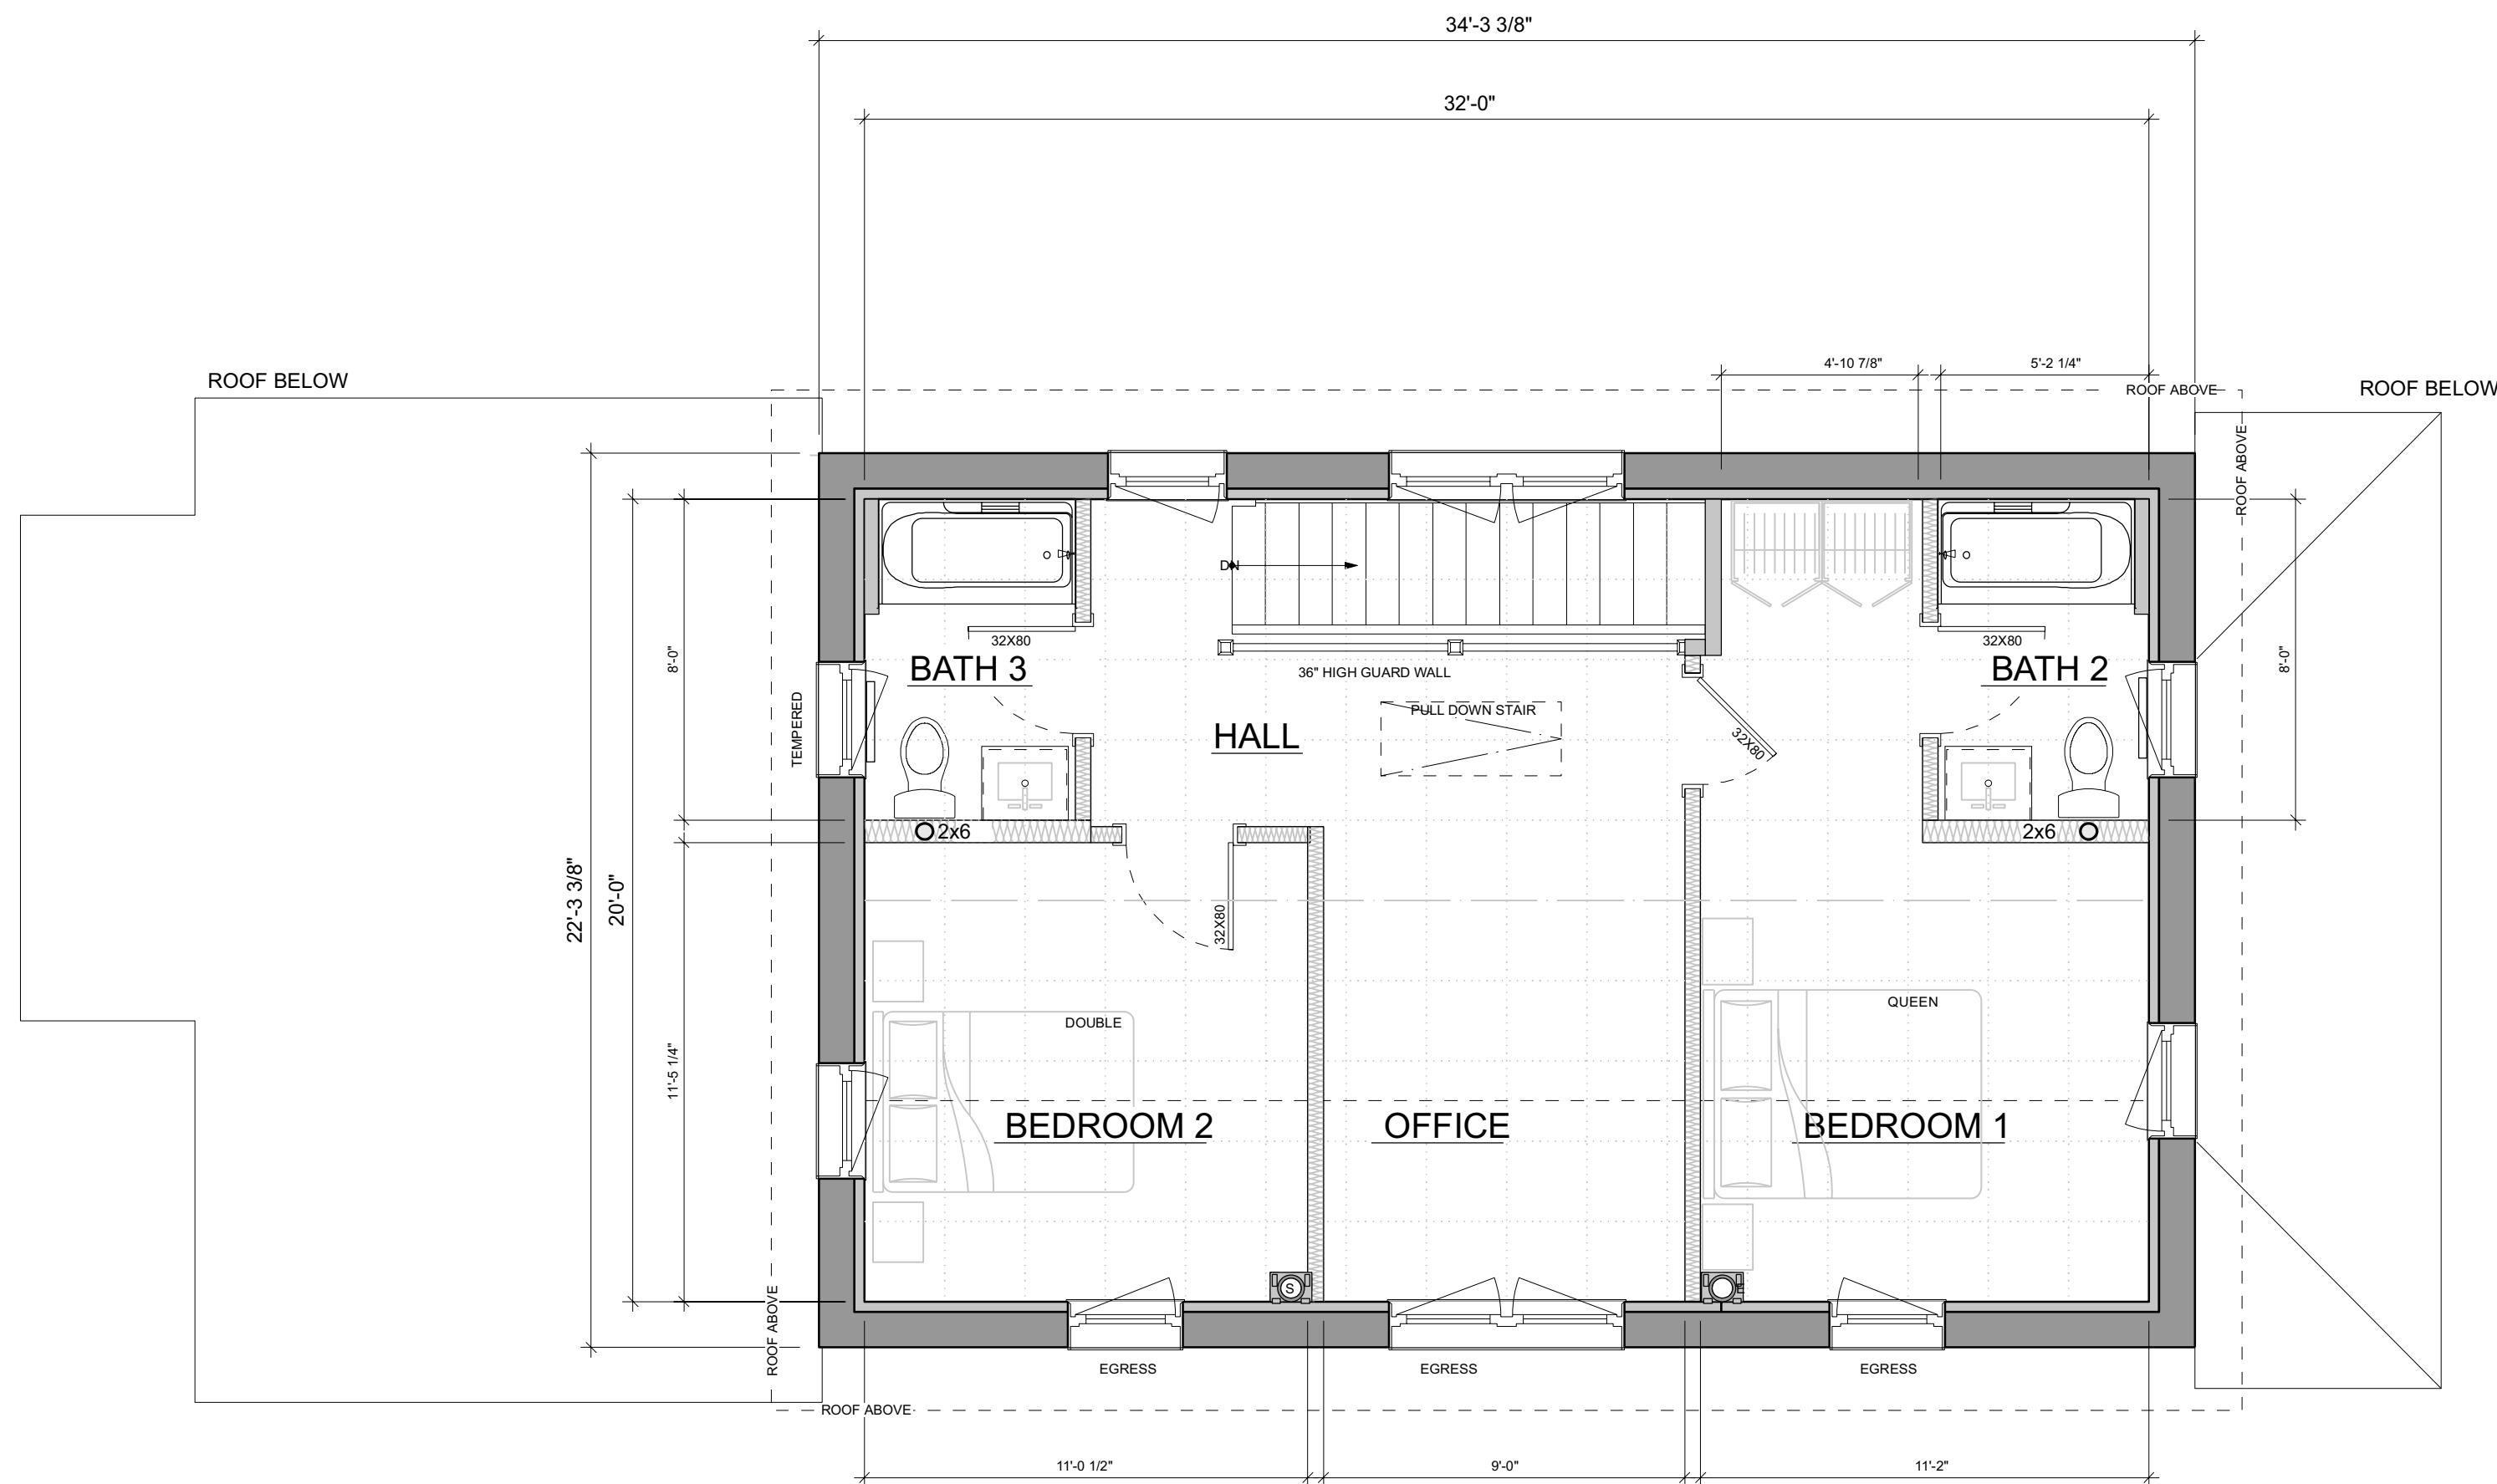 34'-3 3/8"
32'-0"
4'-10 7/8"
5'-2 1/4"
ROOF BELOW
ROOF ABOVE
ROOF BELOW
ROOF ABOVE
DN
32X80
32X80
8'-0"
BATH 3
36" HIGH GUARD WALL
BATH 2
8'-0"
TEMPERED
PULL DOWN STAIR
HALL
32X80
2x6
2x6
22'-3 3/8"
20'-0"
32X80
QUEEN
DOUBLE
11'-5 1/4"
BEDROOM 2
OFFICE
BEDROOM 1
S
E
ROOF ABOVE
EGRESS
EGRESS
EGRESS
ROOF ABOVE
11'-0 1/2"
9'-0"
11'-2"